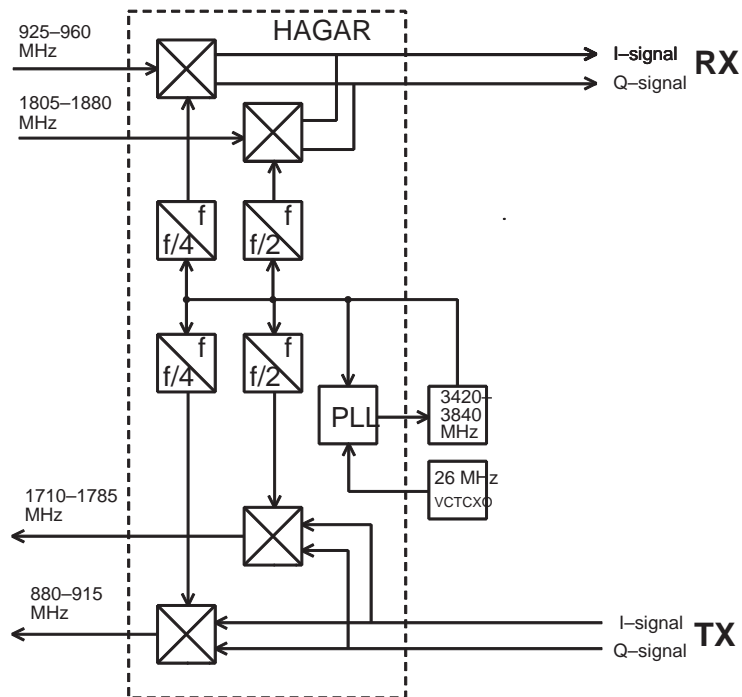 925–960
MHz
HAGAR
I–signal
RX
Q–signal
1805–1880
MHz
f
f/4
f
f/2
f
f/4
f
f/2
PLL
3420–
3840
MHz
26 MHz
VCTCXO
1710–1785
MHz
880–915
MHz
I–signal
TX
Q–signal